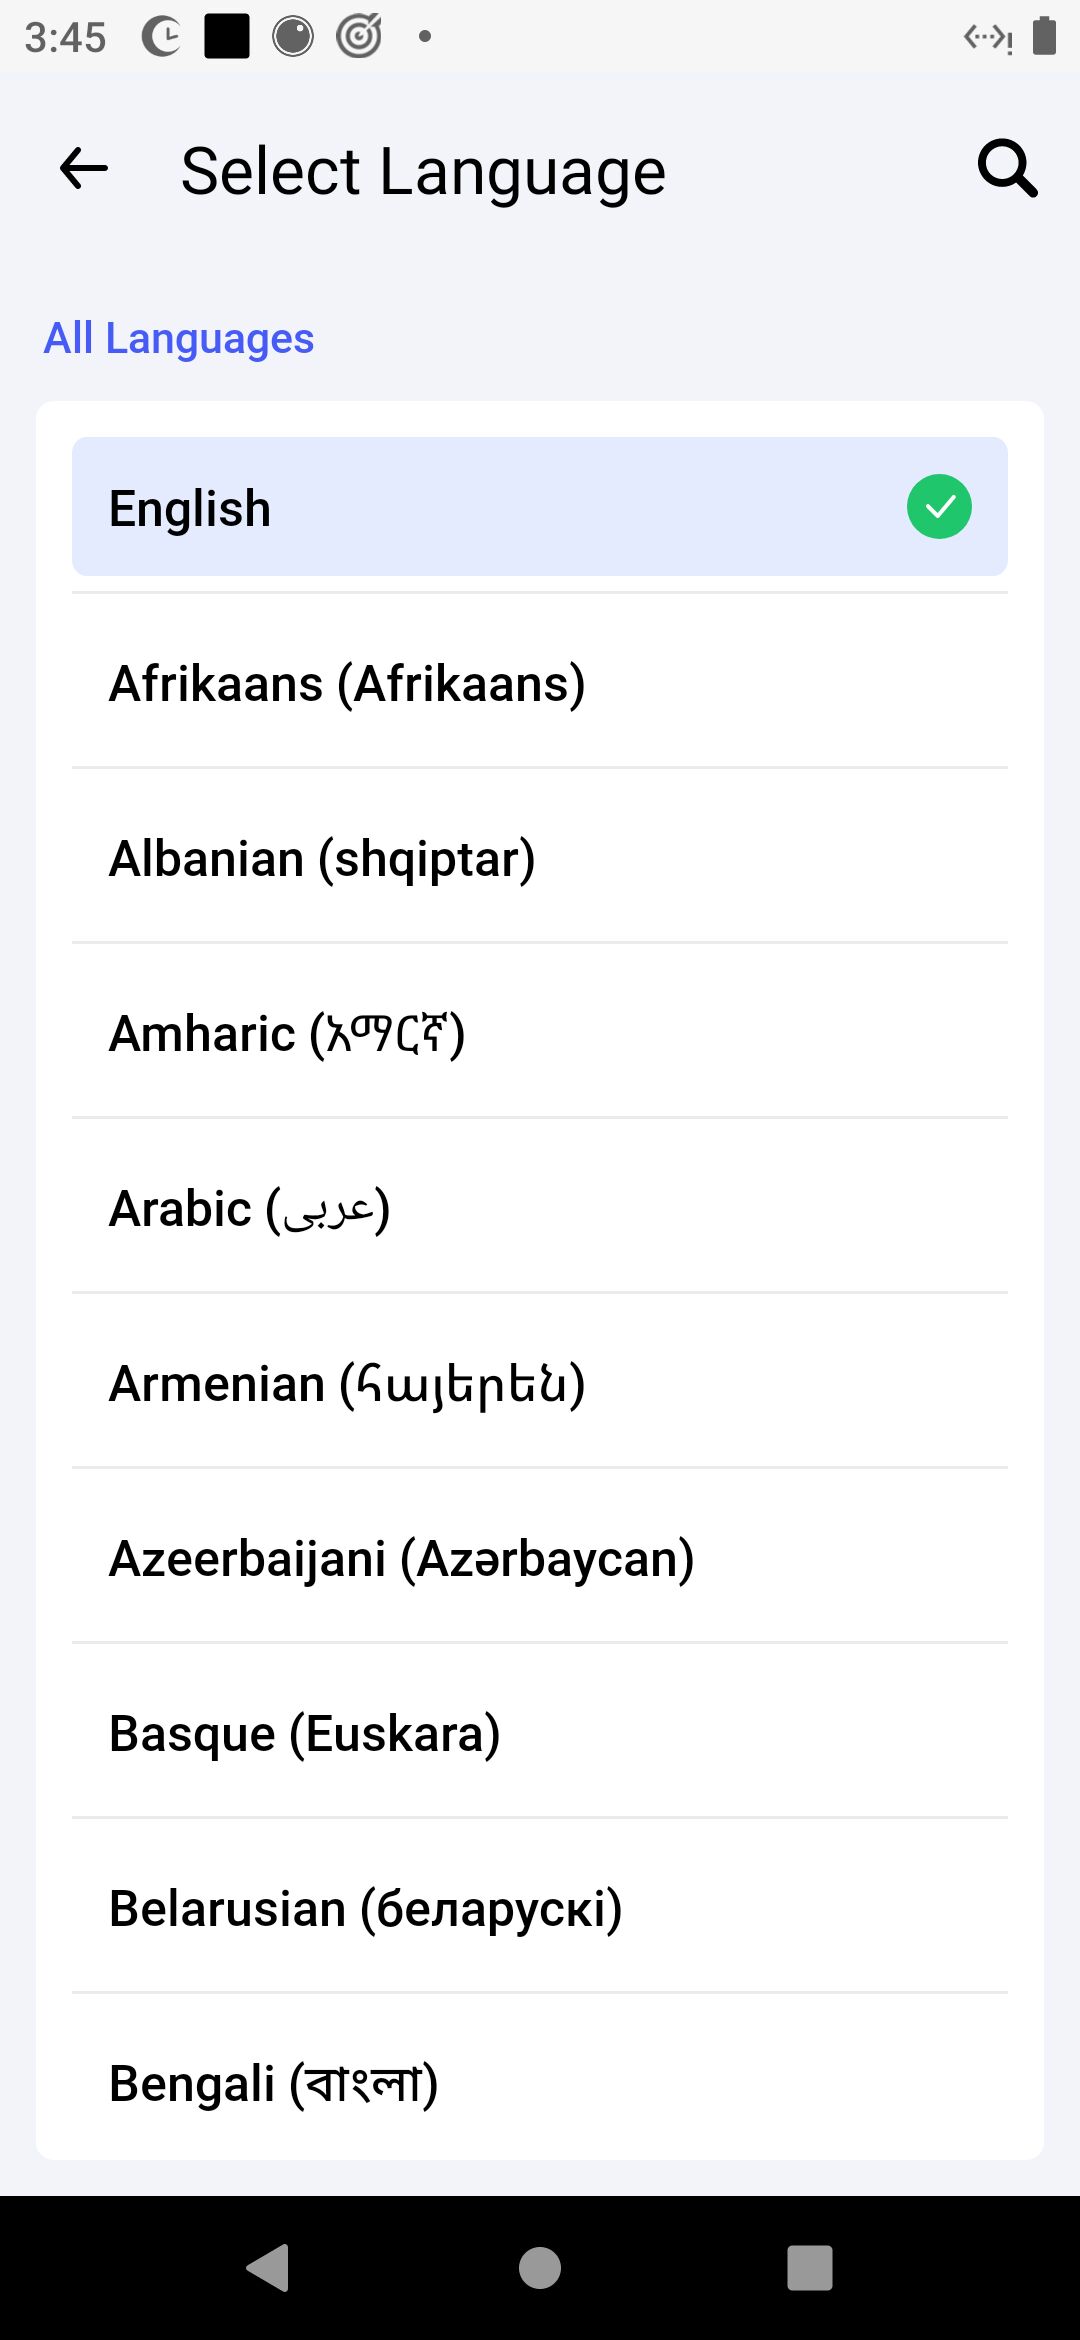 3:45
Select Language
All Languages
English
Afrikaans (Afrikaans)
Albanian (shqiptar)
Amharic (አማርኛ)
Arabic (عربى)
Armenian (հայերեն)
Azeerbaijani (Azərbaycan)
Basque (Euskara)
Belarusian (беларускі)
Bengali (বাংলা)